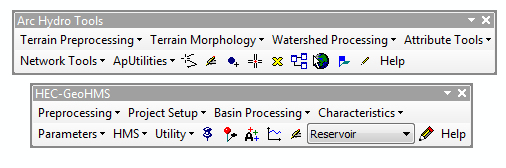 Arc Hydro Tools
Terrain Preprocessing Terrain Morphology Watershed Processing Attribute Tools
Network Tools ApUtilities Help
HEC-GeoHMS
Preprocessing Project Setup Basin Processing Characteristics
Parameters HMS Utility Reservoir Help